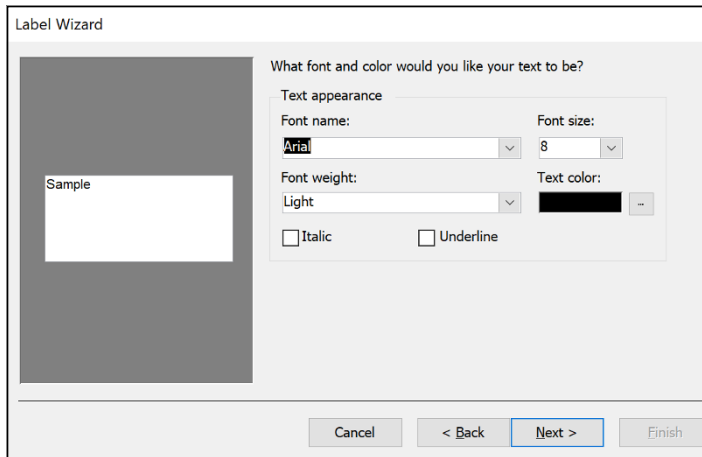 Label Wizard
What font and color would you like your text to be?
Text appearance
Font name:
Font size:
Arial
8
Sample
Font weight:
Text color:
Light
...
Italic
Underline
Cancel
< Back
Next >
Finish